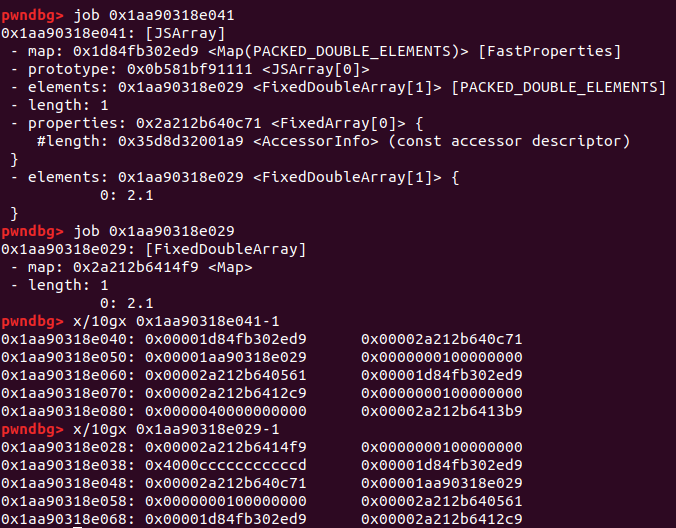 pwndbg> job 0x1aa90318e041
0x1aa90318e041: [JSArray]
 - map: 0x1d84fb302ed9 <Map(PACKED_DOUBLE_ELEMENTS)> [FastProperties]
 - prototype: 0x0b581bf91111 <JSArray[0]>
 - elements: 0x1aa90318e029 <FixedDoubleArray[1]> [PACKED_DOUBLE_ELEMENTS]
 - length: 1
 - properties: 0x2a212b640c71 <FixedArray[0]> {
    #length: 0x35d8d32001a9 <AccessorInfo> (const accessor descriptor)
 }
 - elements: 0x1aa90318e029 <FixedDoubleArray[1]> {
           0: 2.1
 }
pwndbg> job 0x1aa90318e029
0x1aa90318e029: [FixedDoubleArray]
 - map: 0x2a212b6414f9 <Map>
 - length: 1
           0: 2.1
pwndbg> x/10gx 0x1aa90318e041-1
0x1aa90318e040: 0x00001d84fb302ed9      0x00002a212b640c71
0x1aa90318e050: 0x00001aa90318e029      0x0000000100000000
0x1aa90318e060: 0x00002a212b640561      0x00001d84fb302ed9
0x1aa90318e070: 0x00002a212b6412c9      0x0000000100000000
0x1aa90318e080: 0x0000040000000000      0x00002a212b6413b9
pwndbg> x/10gx 0x1aa90318e029-1
0x1aa90318e028: 0x00002a212b6414f9      0x0000000100000000
0x1aa90318e038: 0x4000cccccccccccd      0x00001d84fb302ed9
0x1aa90318e048: 0x00002a212b640c71      0x00001aa90318e029
0x1aa90318e058: 0x0000000100000000      0x00002a212b640561
0x1aa90318e068: 0x00001d84fb302ed9      0x00002a212b6412c9